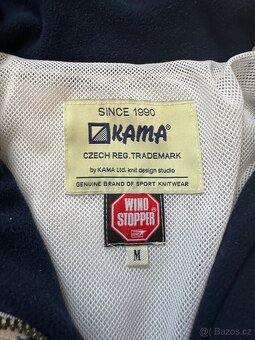 SINCE 1990
KAMA®
CZECH REG. TRADEMARK
by KAMA Ltd. knit design studio
GENUINE BRAND OF SPORT KNITWEAR
WIND
STOPPER
M
sbazar.cz